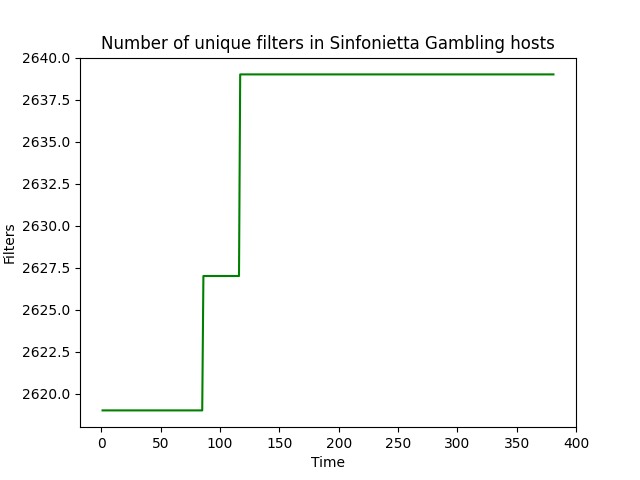 Number of unique filters in Sinfonietta Gambling hosts
2640.0
2637.5
2635.0
2632.5
2630.0
2627.5
2625.0
2622.5
2620.0
Filters
0 50 100 150 200 250 300 350 400
Time